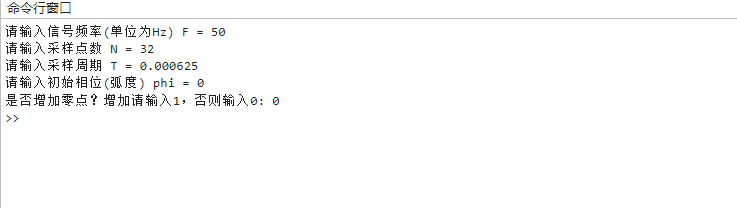 命令行窗口
请输入信号频率(单位为Hz) F = 50
请输入采样点数 N = 32
请输入采样周期 T = 0.000625
请输入初始相位(弧度) phi = 0
是否增加零点? 增加请输入1, 否则输入0: 0
>>